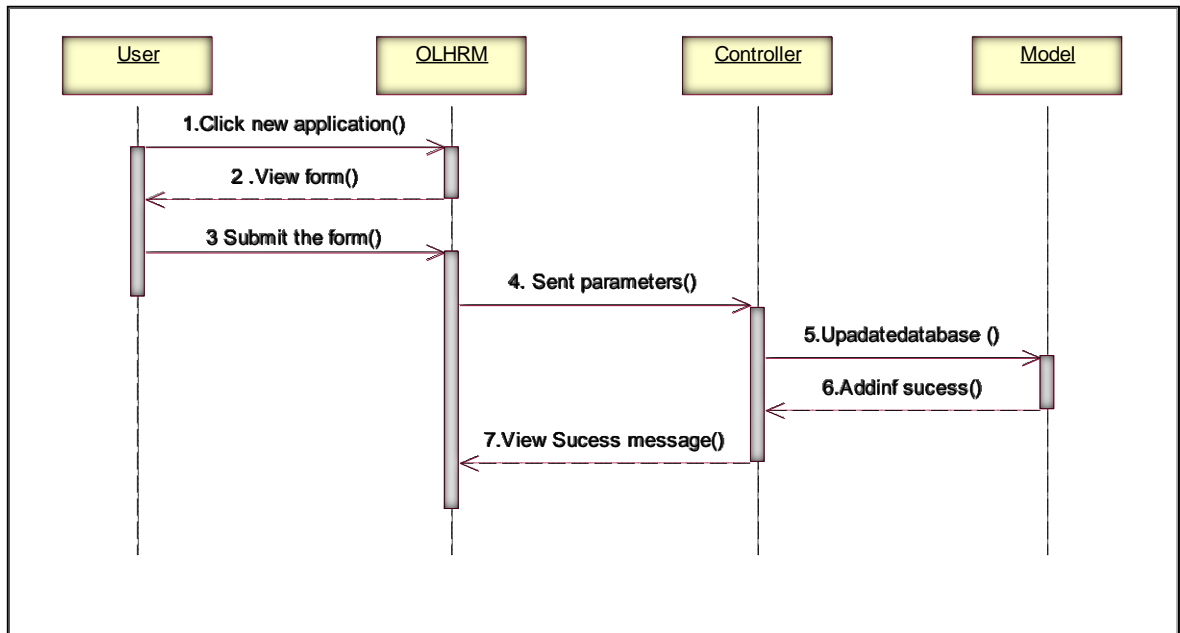 User
OLHRM
Controller
Model
1.Click new application()
2 .View form()
3 Submit the form()
4. Sent parameters()
5.Upadatedatabase ()
6.Addinf sucess()
7.View Sucess message()